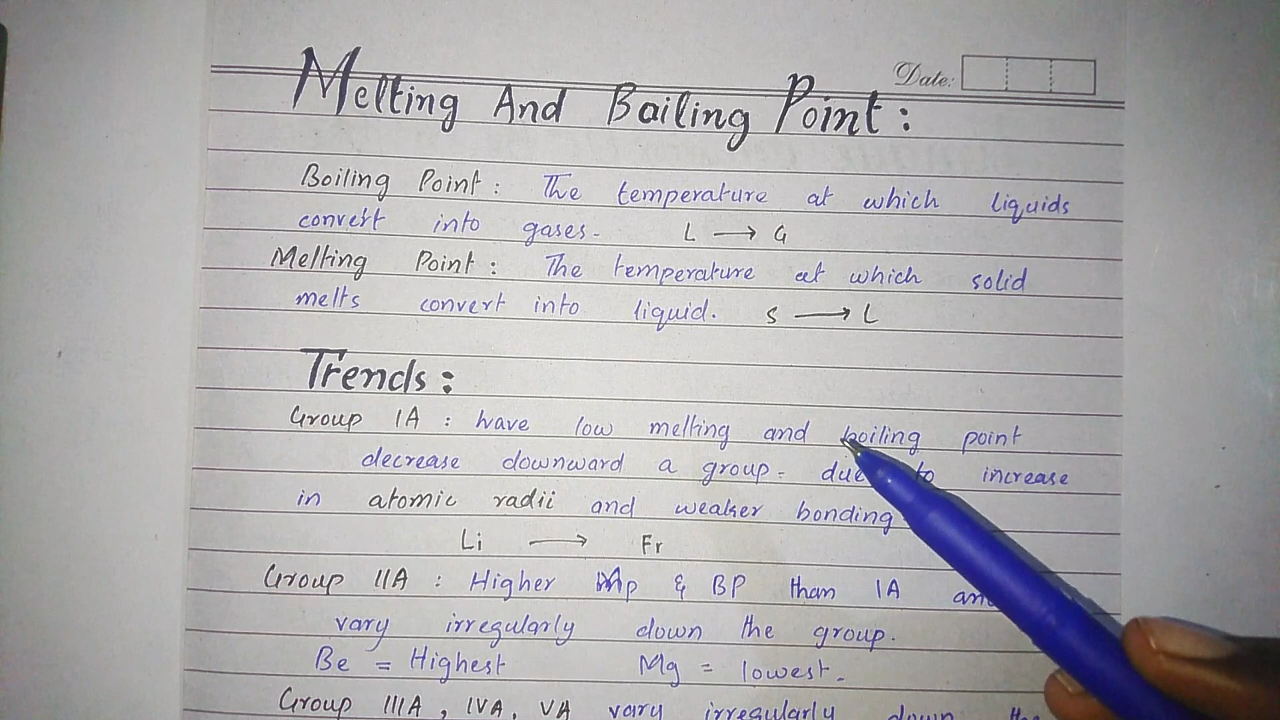 Date:
Melting And Bailing Point:
Boiling Point: The temperature at which liquids
convert into gases. L → G
Melting Point: The temperature at which solid
melts convert into liquid. S → L
Trends:
Group IA: have low melting and boiling point
decrease downward a group. due to increase
in atomic radii and weaker bonding
Li → Fr
Group IIA: Higher Mp & BP than IA
vary irregularly down the group.
Be = Highest Mg = lowest.
Group IIIA, IVA, VA vary irregularly down